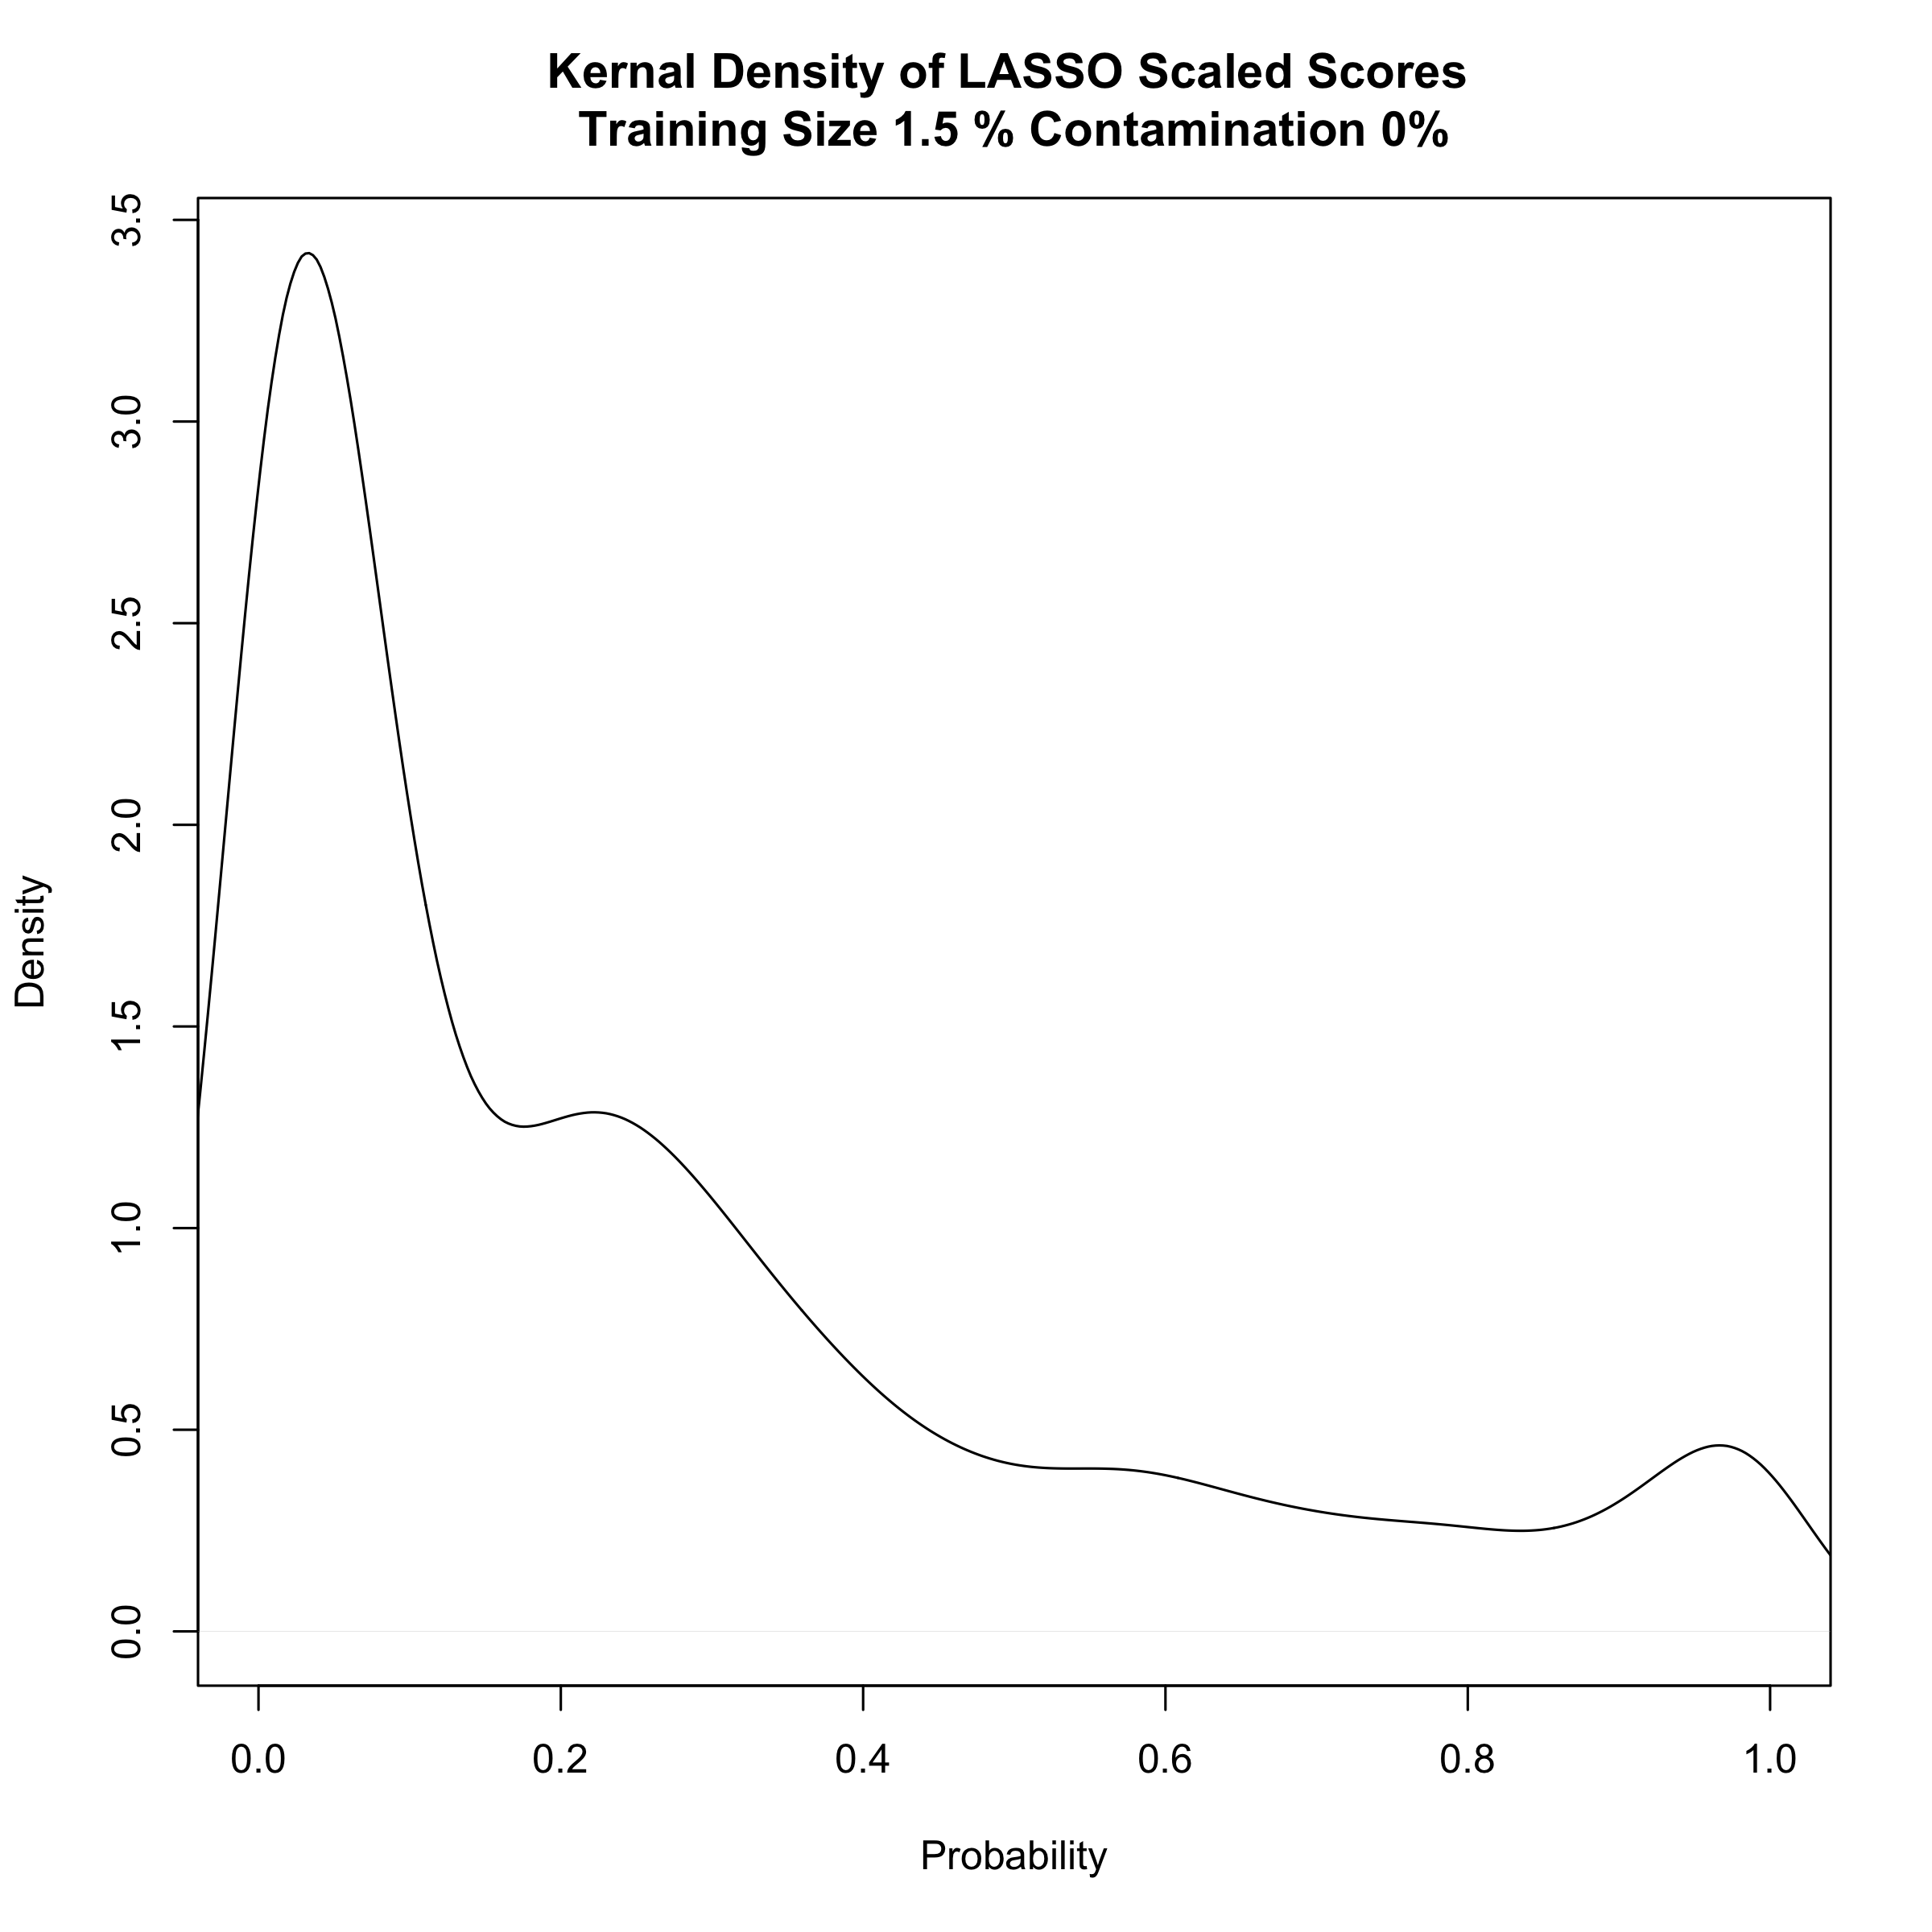 Kernal Density of LASSO Scaled Scores
Training Size 1.5 % Contamination 0%
3.5
3.0
2.5
2.0
1.5
1.0
0.5
0.0
Density
0.0 0.2 0.4 0.6 0.8 1.0
Probability